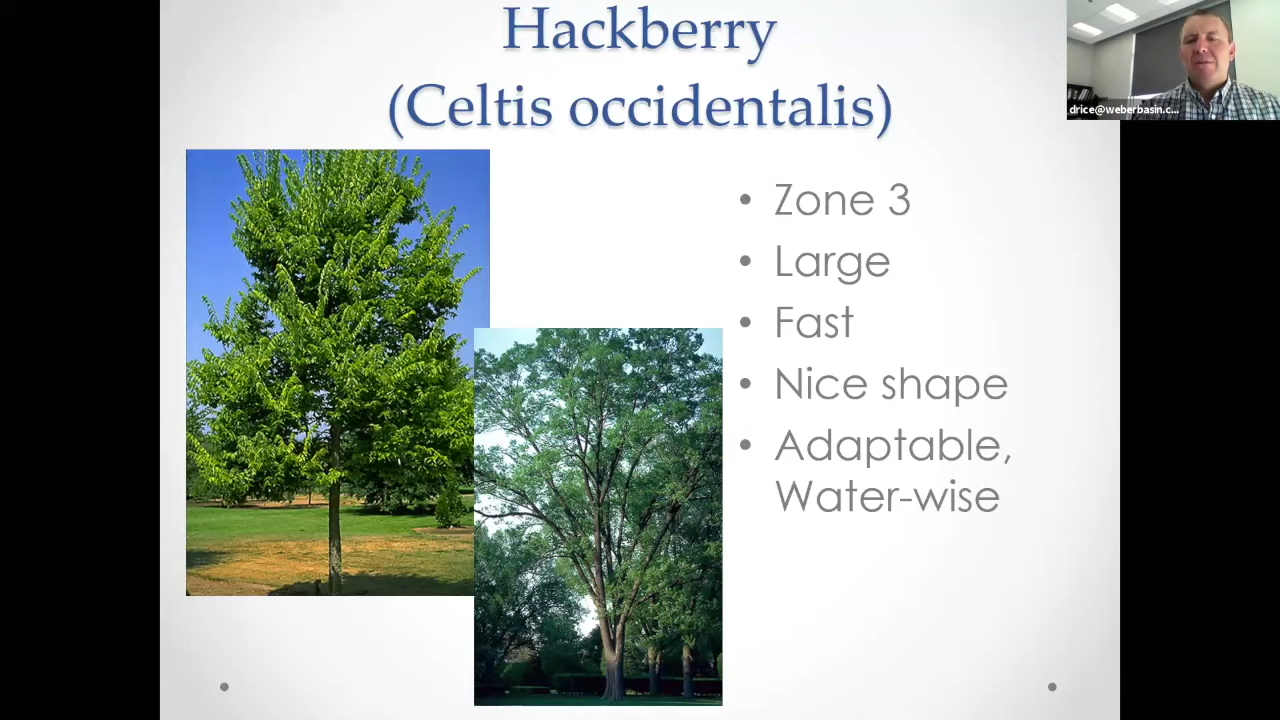 Hackberry
(Celtis occidentalis)
drice@weberbasin.c...
• Zone 3
• Large
• Fast
• Nice shape
• Adaptable,
Water-wise